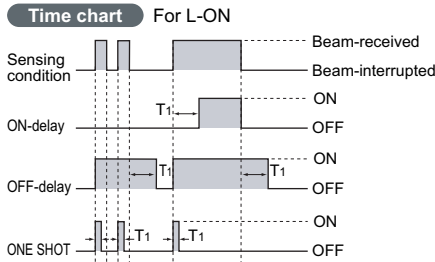 Time chart For L-ON
Sensing condition
Beam-received
Beam-interrupted
ON-delay
T1
ON
OFF
OFF-delay
T1
T1
ON
OFF
ONE SHOT
T1
T1
ON
OFF